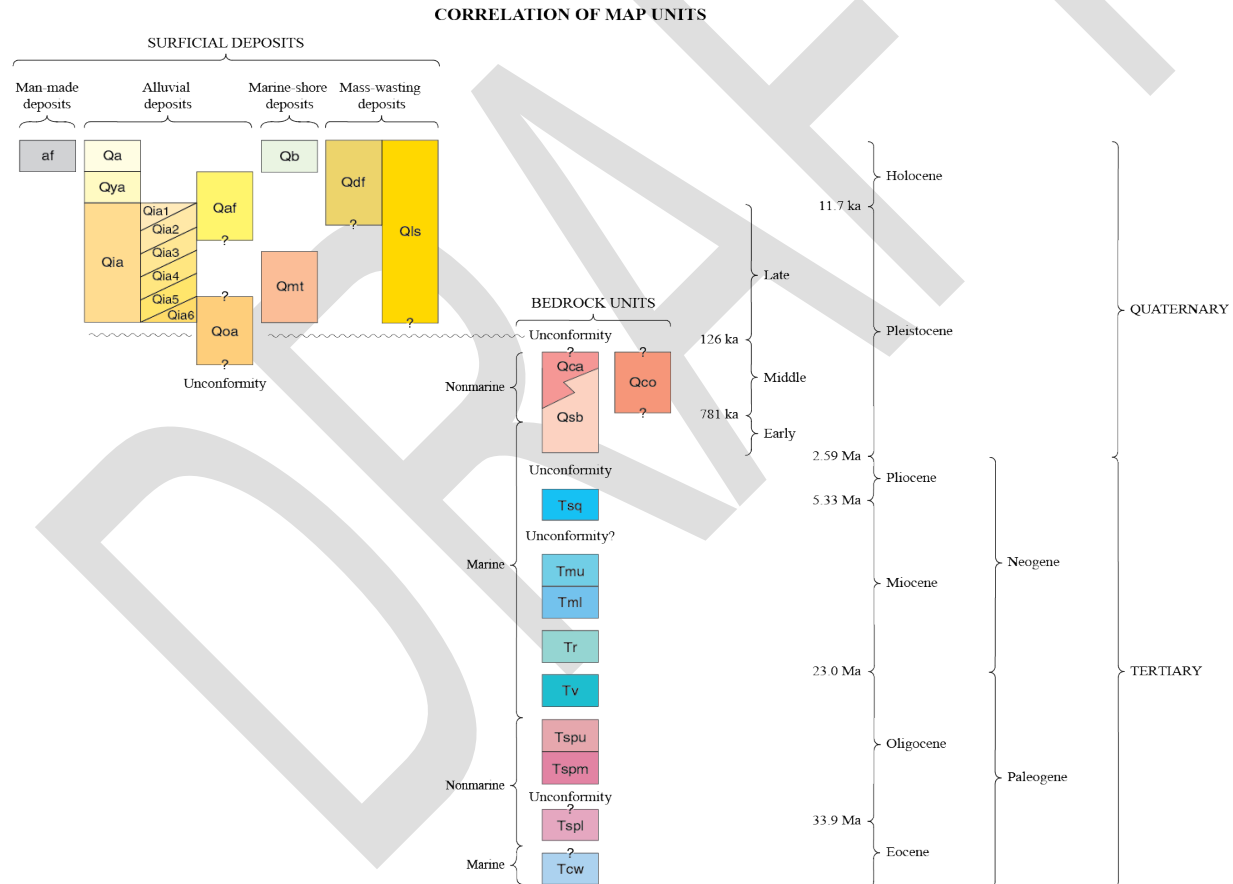 CORRELATION OF MAP UNITS
SURFICIAL DEPOSITS
Man-made
deposits
Alluvial
deposits
Marine-shore
deposits
Mass-wasting
deposits
af
Qa
Qya
Qia
Qia1
Qia2
Qia3
Qia4
Qia5
Qia6
Qaf
?
?
Qoa
?
Unconformity
Qb
Qmt
Qdf
?
Qls
?
BEDROCK UNITS
Unconformity
Nonmarine
?
Qca
Qsb
?
Qco
?
Unconformity
Marine
Tsq
Unconformity?
Tmu
Tml
Tr
Tv
Nonmarine
Tspu
Tspm
Unconformity
?
Tspl
Marine
?
Tcw
Late
126 ka
Middle
781 ka
Early
Holocene
11.7 ka
Pleistocene
2.59 Ma
Pliocene
5.33 Ma
Miocene
23.0 Ma
Oligocene
33.9 Ma
Eocene
Neogene
Paleogene
QUATERNARY
TERTIARY
DRAFT